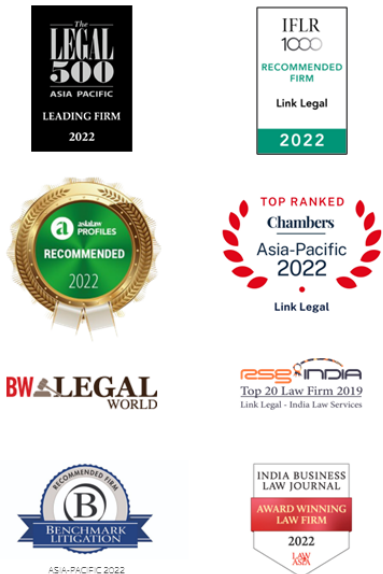 The
LEGAL
500
ASIA PACIFIC
LEADING FIRM
2022
IFLR
1000
RECOMMENDED
FIRM
Link Legal
2022
a asialaw
PROFILES
RECOMMENDED
2022
TOP RANKED
Chambers
Asia-Pacific
2022
Link Legal
BW LEGAL
WORLD
RSG INDIA
Top 20 Law Firm 2019
Link Legal - India Law Services
RECOMMENDED FIRM
B
BENCHMARK
LITIGATION
ASIA-PACIFIC 2022
INDIA BUSINESS
LAW JOURNAL
AWARD WINNING
LAW FIRM
2022
LAW
ASIA